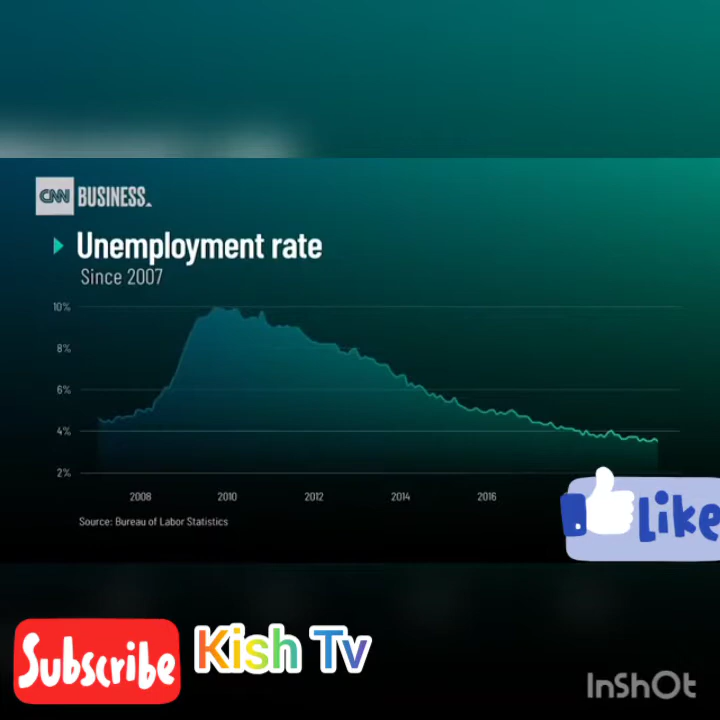 CNN BUSINESS
Unemployment rate
Since 2007
10%
8%
6%
4%
2%
2008 2010 2012 2014 2016
Source: Bureau of Labor Statistics
Like
Subscribe
Kish Tv
InShOt